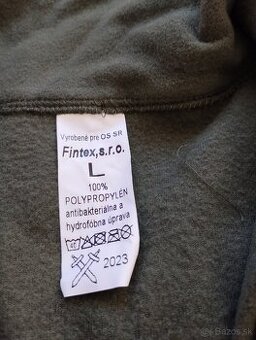 Vyrobené pre OS SR
Fintex,s.r.o.
L
100%
POLYPROPYLÉN
antibakteriálna a
hydrofóbna úprava
2023
Bazos.sk